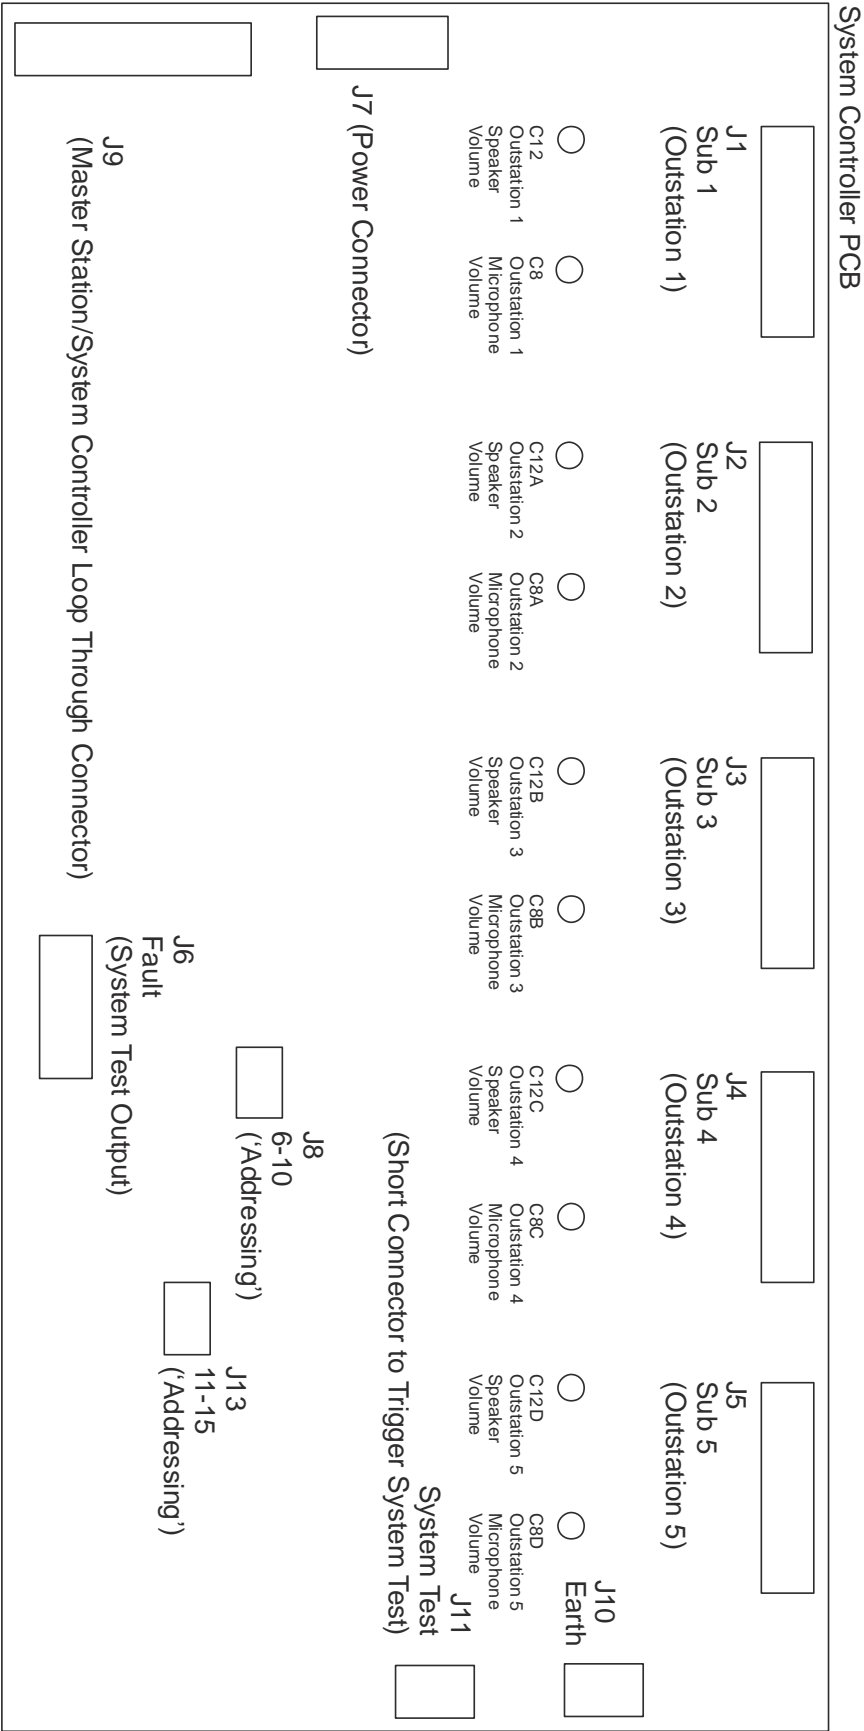 System Controller PCB
J1
Sub 1
(Outstation 1)
J2
Sub 2
(Outstation 2)
J3
Sub 3
(Outstation 3)
J4
Sub 4
(Outstation 4)
J5
Sub 5
(Outstation 5)
J10
Earth
C12
Outstation 1
Speaker
Volume
C8
Outstation 1
Microphone
Volume
C12A
Outstation 2
Speaker
Volume
C8A
Outstation 2
Microphone
Volume
C12B
Outstation 3
Speaker
Volume
C8B
Outstation 3
Microphone
Volume
C12C
Outstation 4
Speaker
Volume
C8C
Outstation 4
Microphone
Volume
C12D
Outstation 5
Speaker
Volume
C8D
Outstation 5
Microphone
Volume
J11
System Test
(Short Connector to Trigger System Test)
J7 (Power Connector)
J8
6-10
(‘Addressing’)
J13
11-15
(‘Addressing’)
J6
Fault
(System Test Output)
J9
(Master Station/System Controller Loop Through Connector)